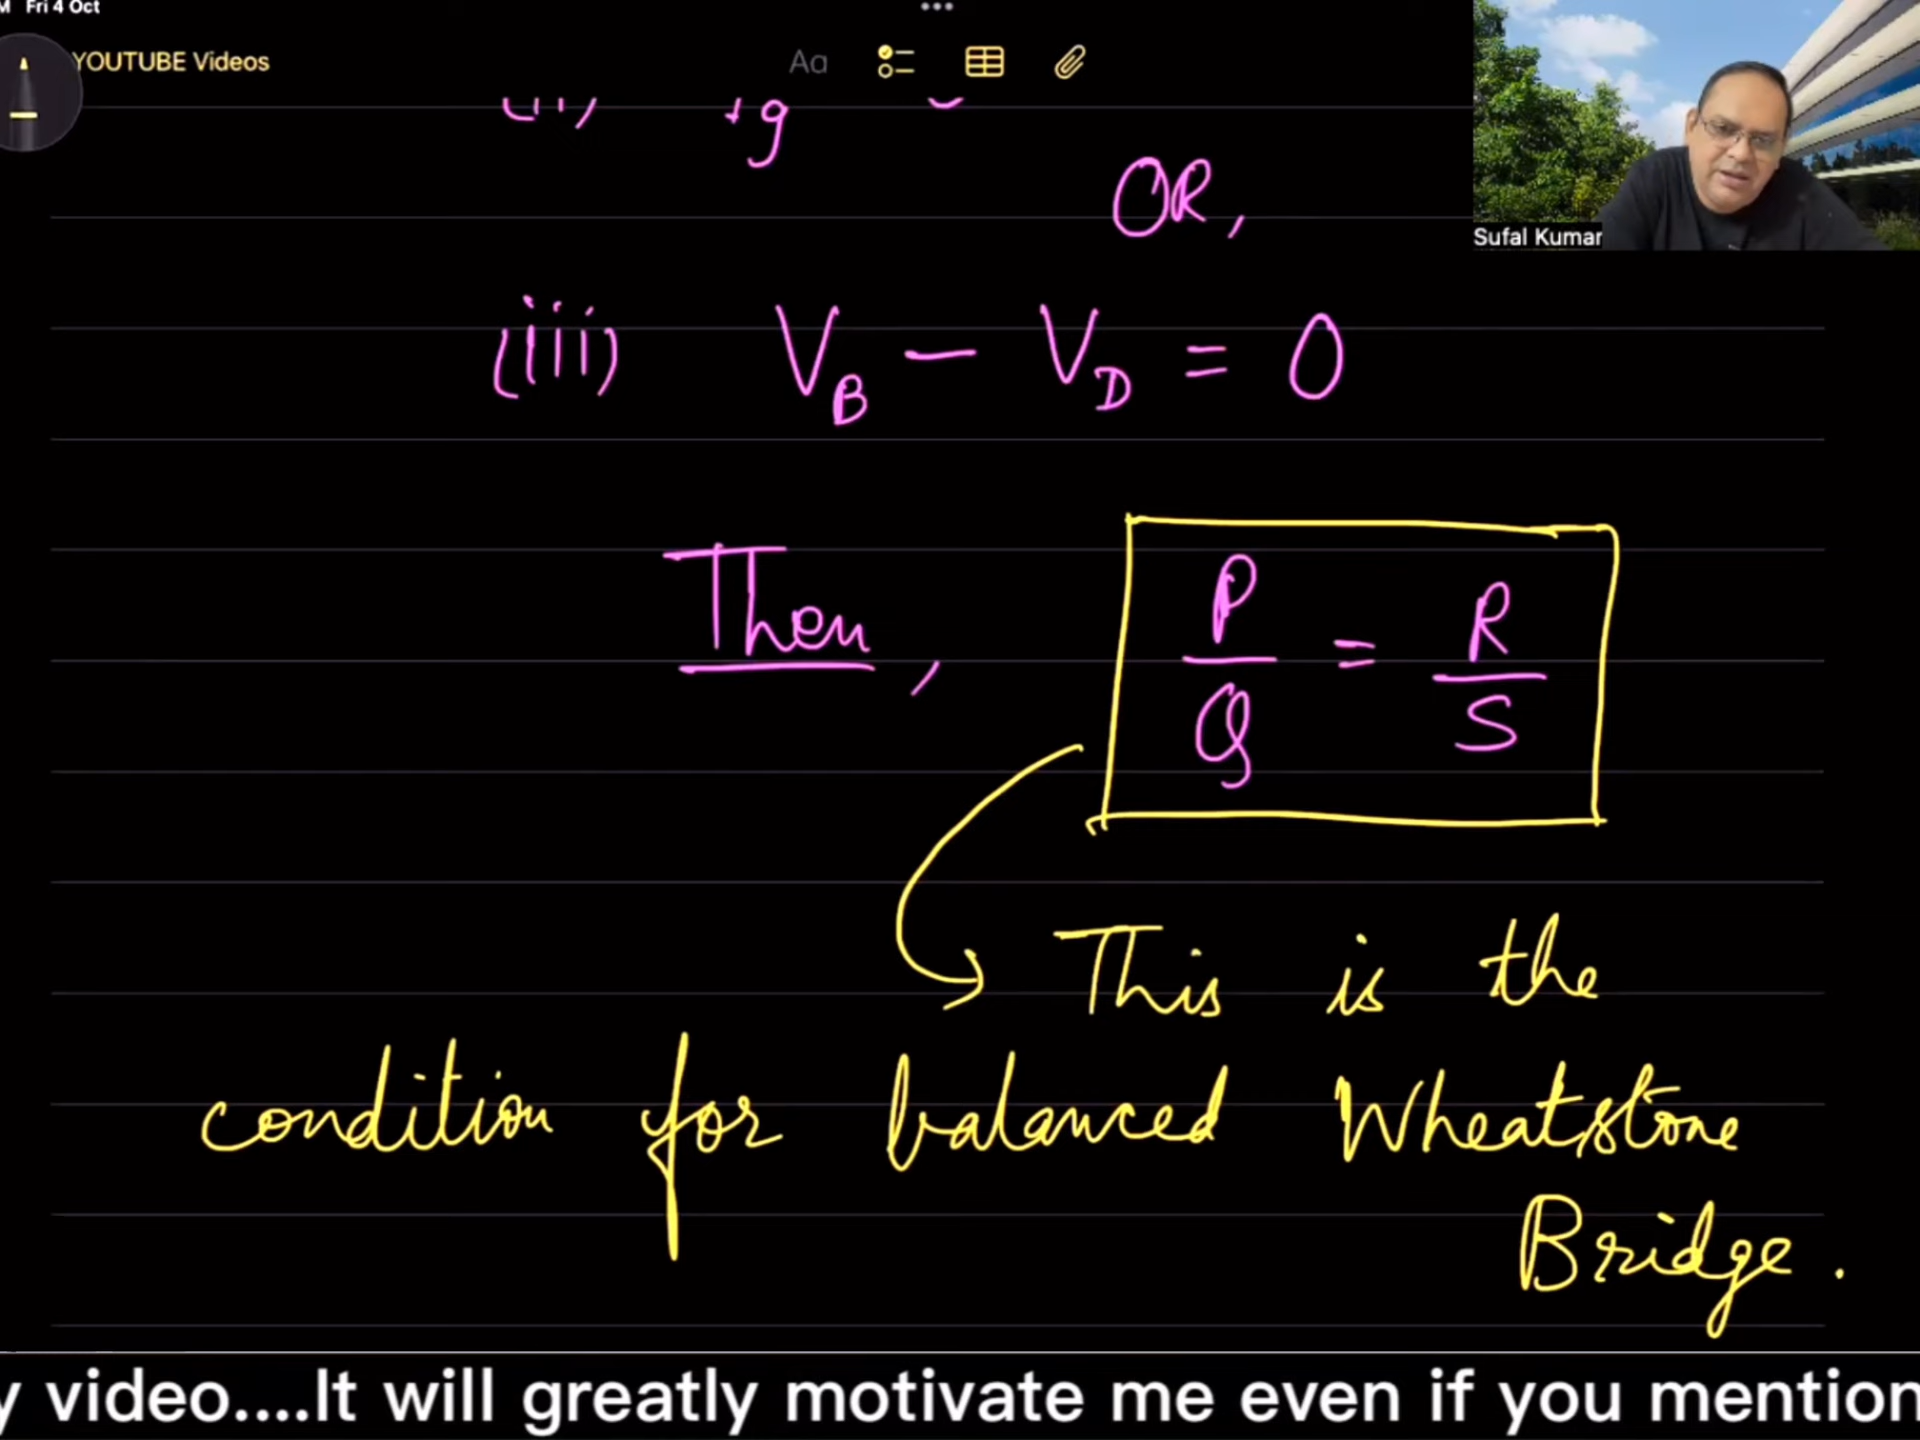 Fri 4 Oct
YOUTUBE Videos
Aa
Sufal Kumar
OR,
(iii) V_B - V_D = 0
Then, P/Q = R/S
This is the
condition for balanced Wheatstone
Bridge.
video....It will greatly motivate me even if you mention